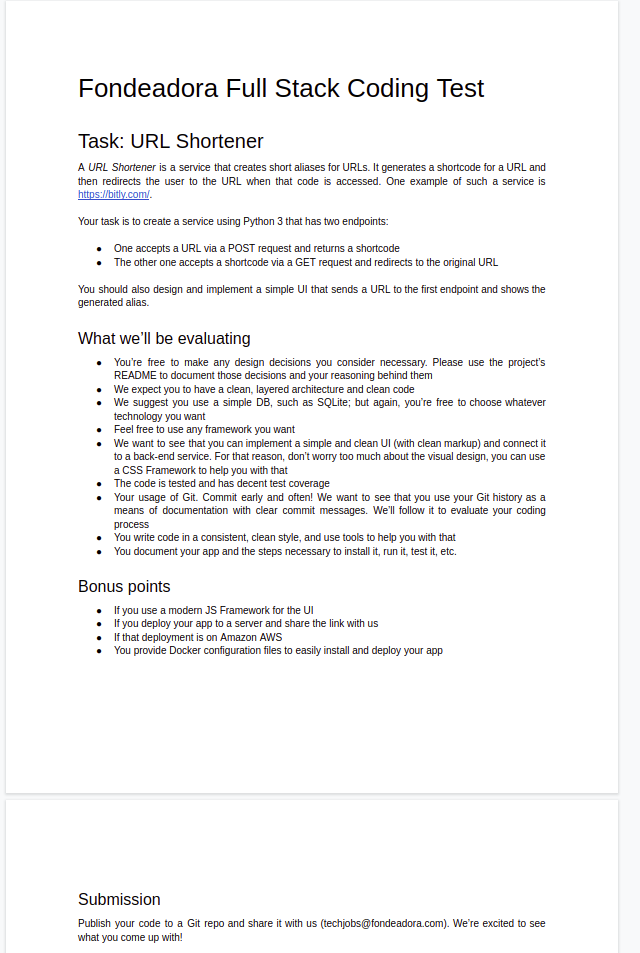 Fondeadora Full Stack Coding Test
Task: URL Shortener
A URL Shortener is a service that creates short aliases for URLs. It generates a shortcode for a URL and
then redirects the user to the URL when that code is accessed. One example of such a service is
https://bitly.com/.
Your task is to create a service using Python 3 that has two endpoints:
● One accepts a URL via a POST request and returns a shortcode
● The other one accepts a shortcode via a GET request and redirects to the original URL
You should also design and implement a simple UI that sends a URL to the first endpoint and shows the
generated alias.
What we’ll be evaluating
● You’re free to make any design decisions you consider necessary. Please use the project’s
README to document those decisions and your reasoning behind them
● We expect you to have a clean, layered architecture and clean code
● We suggest you use a simple DB, such as SQLite; but again, you’re free to choose whatever
technology you want
● Feel free to use any framework you want
● We want to see that you can implement a simple and clean UI (with clean markup) and connect it
to a back-end service. For that reason, don’t worry too much about the visual design, you can use
a CSS Framework to help you with that
● The code is tested and has decent test coverage
● Your usage of Git. Commit early and often! We want to see that you use your Git history as a
means of documentation with clear commit messages. We’ll follow it to evaluate your coding
process
● You write code in a consistent, clean style, and use tools to help you with that
● You document your app and the steps necessary to install it, run it, test it, etc.
Bonus points
● If you use a modern JS Framework for the UI
● If you deploy your app to a server and share the link with us
● If that deployment is on Amazon AWS
● You provide Docker configuration files to easily install and deploy your app
Submission
Publish your code to a Git repo and share it with us (techjobs@fondeadora.com). We’re excited to see
what you come up with!